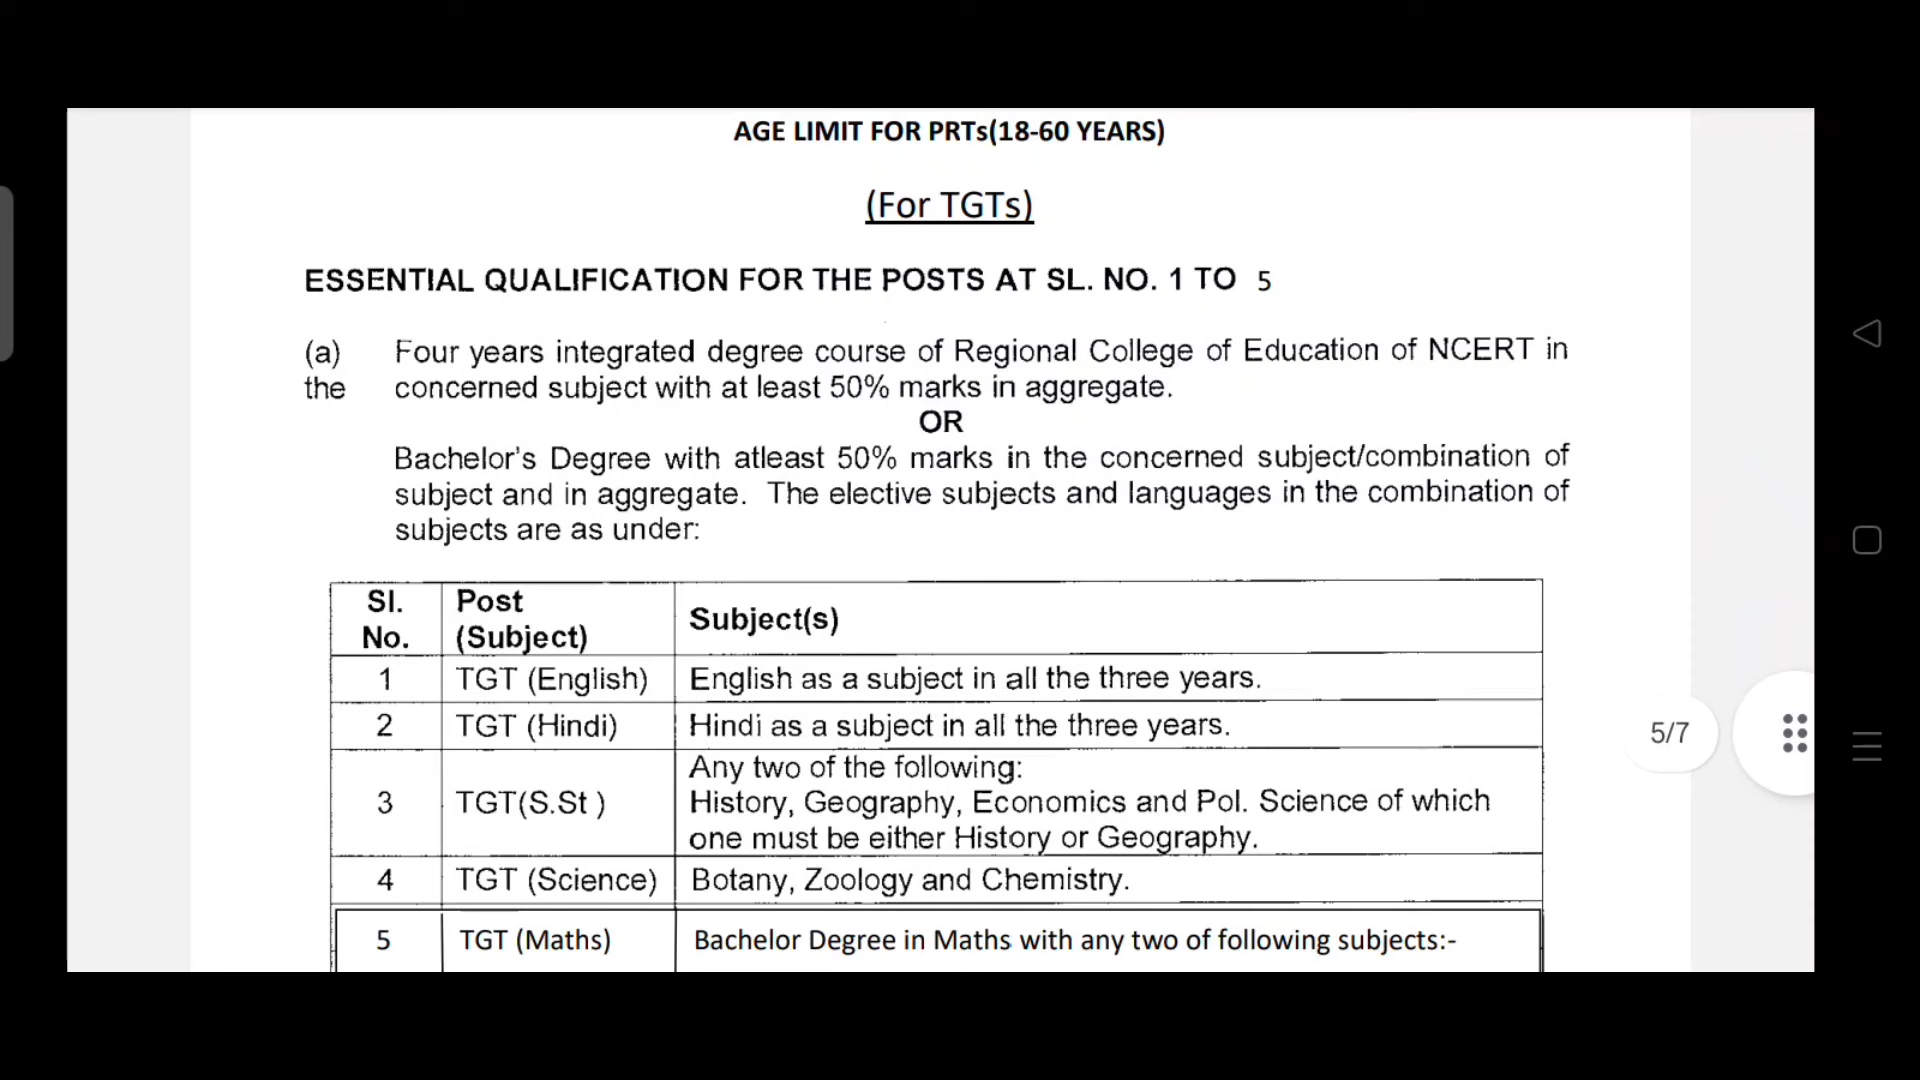 AGE LIMIT FOR PRTs(18-60 YEARS)
(For TGTs)
ESSENTIAL QUALIFICATION FOR THE POSTS AT SL. NO. 1 TO 5
(a) Four years integrated degree course of Regional College of Education of NCERT in
the concerned subject with at least 50% marks in aggregate.
OR
Bachelor's Degree with atleast 50% marks in the concerned subject/combination of
subject and in aggregate. The elective subjects and languages in the combination of
subjects are as under:
Sl. No. Post (Subject) Subject(s)
1 TGT (English) English as a subject in all the three years.
2 TGT (Hindi) Hindi as a subject in all the three years.
Any two of the following:
3 TGT(S.St ) History, Geography, Economics and Pol. Science of which
one must be either History or Geography.
4 TGT (Science) Botany, Zoology and Chemistry.
5 TGT (Maths) Bachelor Degree in Maths with any two of following subjects:-
5/7